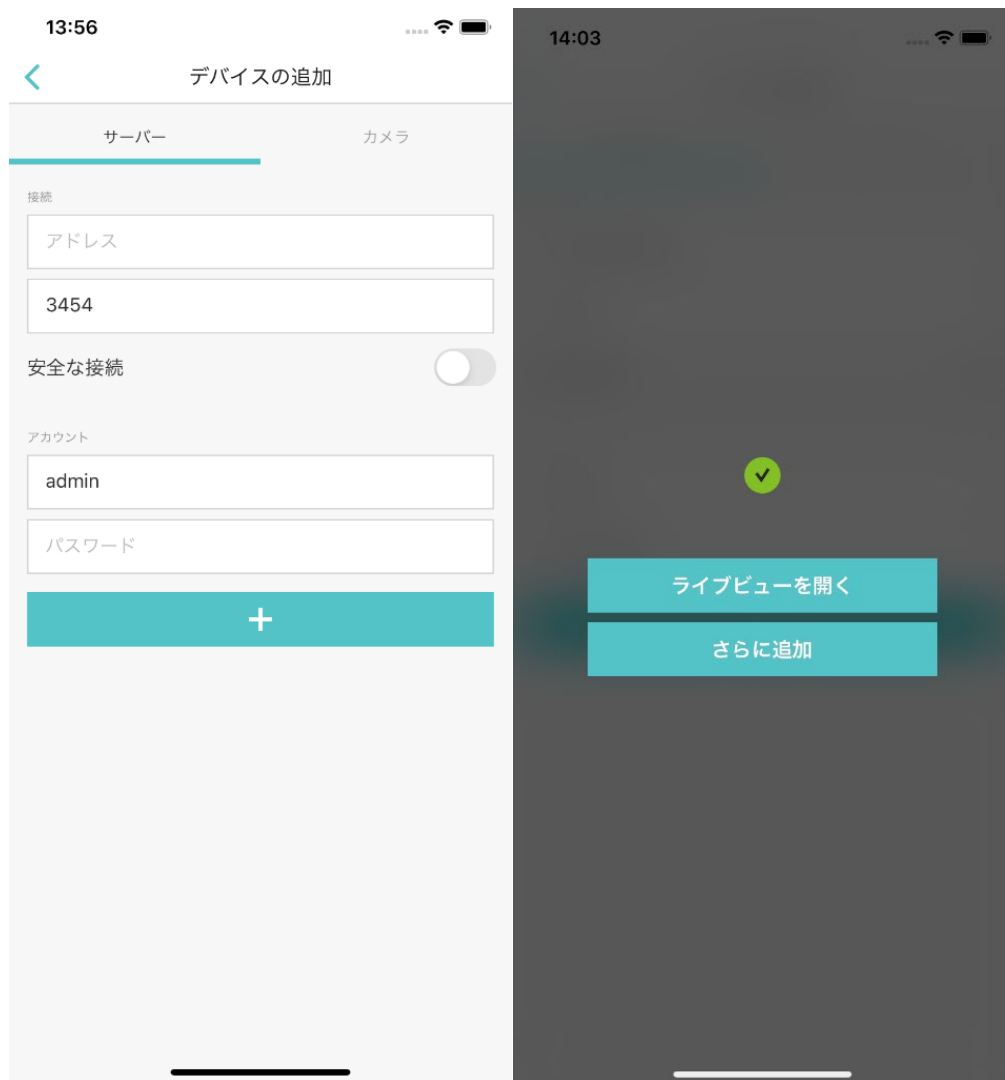 13:56
デバイスの追加
サーバー
カメラ
接続
アドレス
3454
安全な接続
アカウント
admin
パスワード
+
14:03
ライブビューを開く
さらに追加